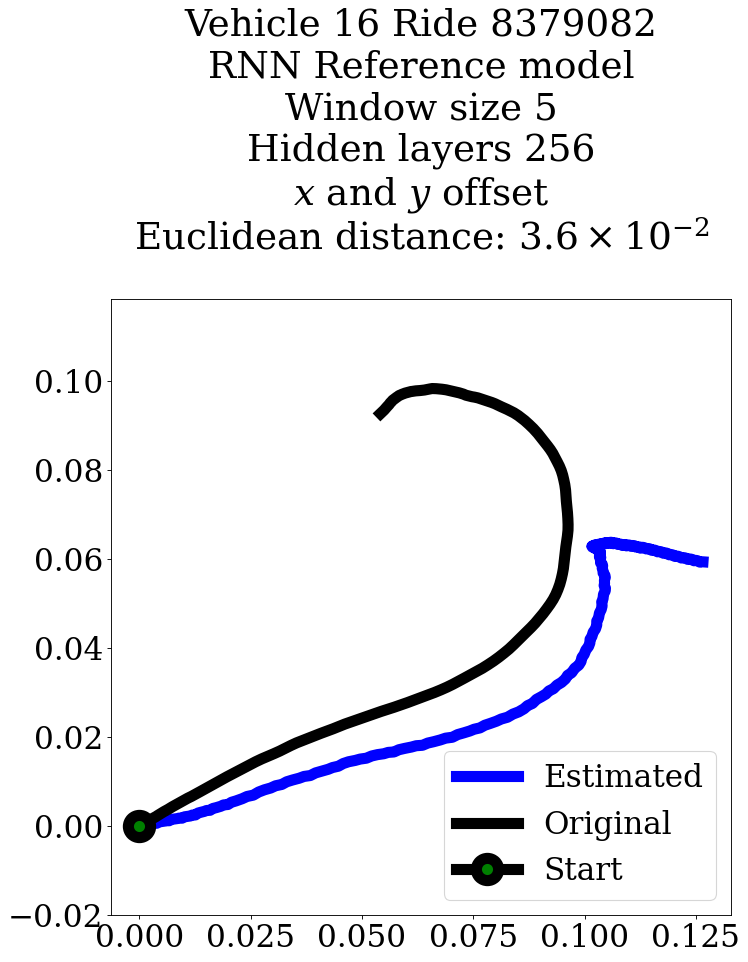 Vehicle 16 Ride 8379082
RNN Reference model
Window size 5
Hidden layers 256
x and y offset
Euclidean distance: 3.6 × 10⁻²
0.10
0.08
0.06
0.04
0.02
0.00
−0.02
0.000 0.025 0.050 0.075 0.100 0.125
Estimated
Original
Start